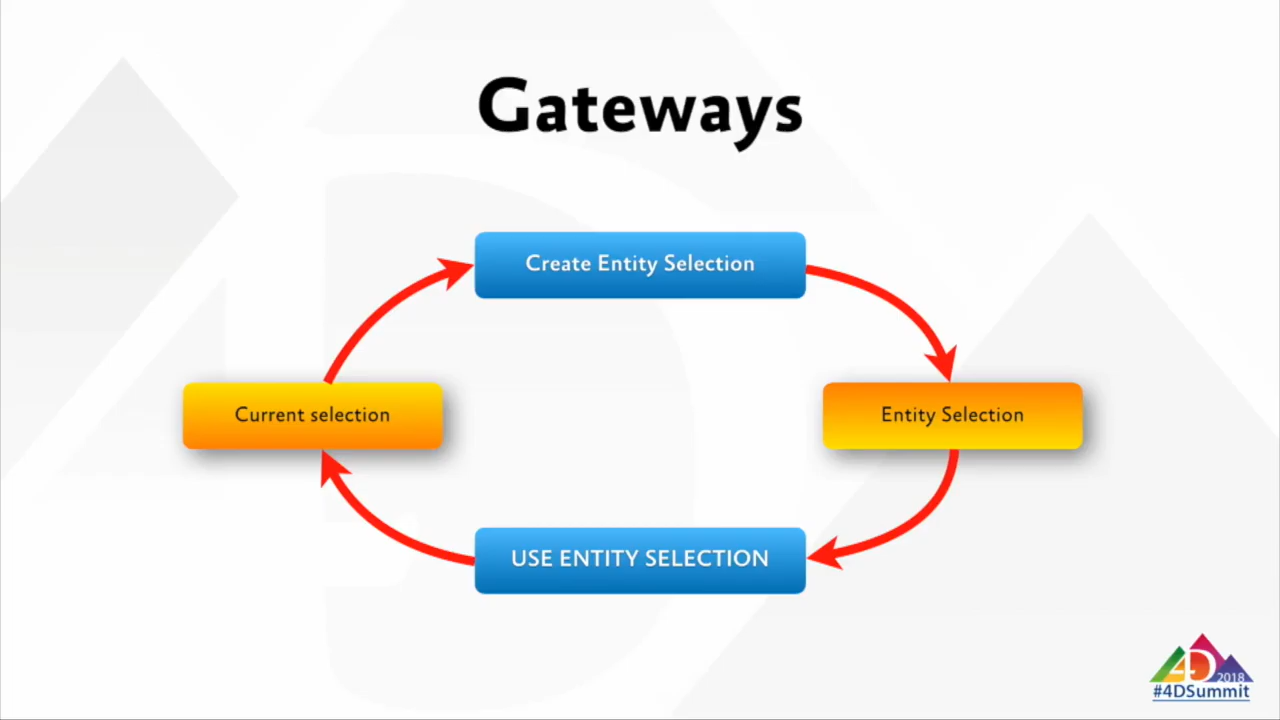 Gateways
Create Entity Selection
Current selection
Entity Selection
USE ENTITY SELECTION
4D
2018
#4DSummit